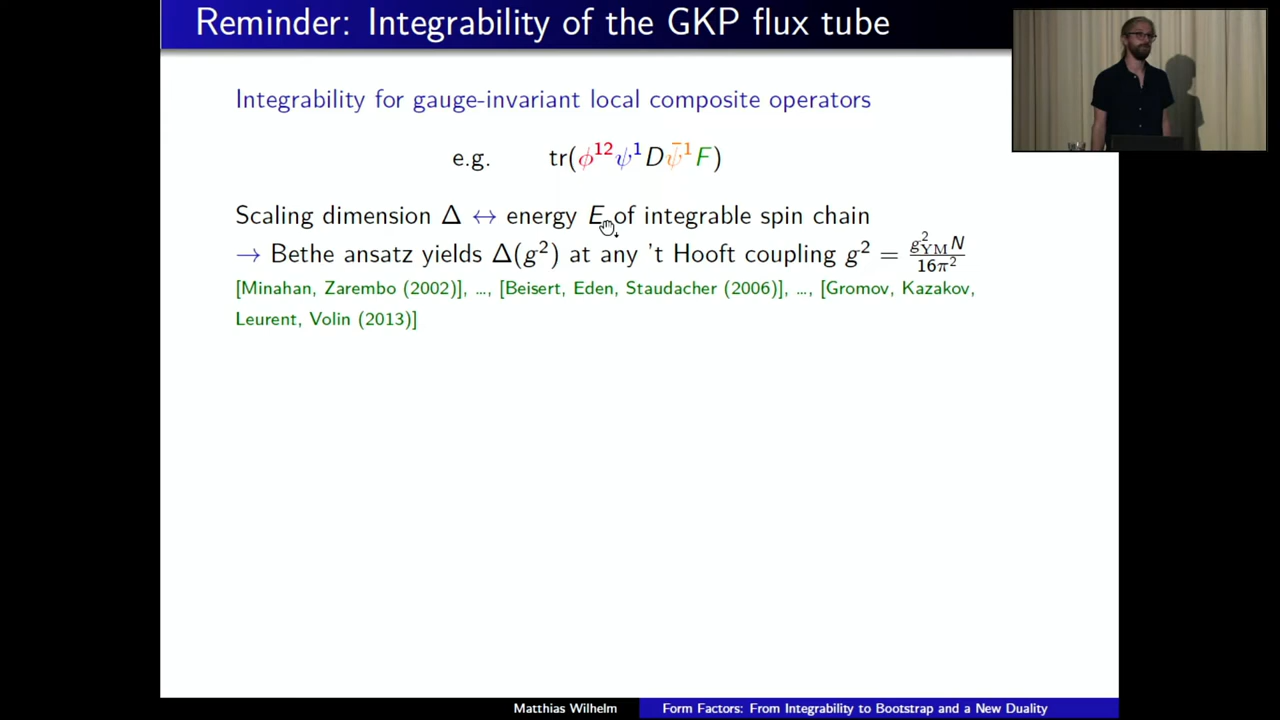 Reminder: Integrability of the GKP flux tube
Integrability for gauge-invariant local composite operators
e.g. tr(ϕ¹²ψ¹Dψ̄¹F)
Scaling dimension Δ ↔ energy E of integrable spin chain
→ Bethe ansatz yields Δ(g²) at any 't Hooft coupling g² = g²_YM N / 16π²
[Minahan, Zarembo (2002)], …, [Beisert, Eden, Staudacher (2006)], …, [Gromov, Kazakov,
Leurent, Volin (2013)]
Matthias Wilhelm Form Factors: From Integrability to Bootstrap and a New Duality